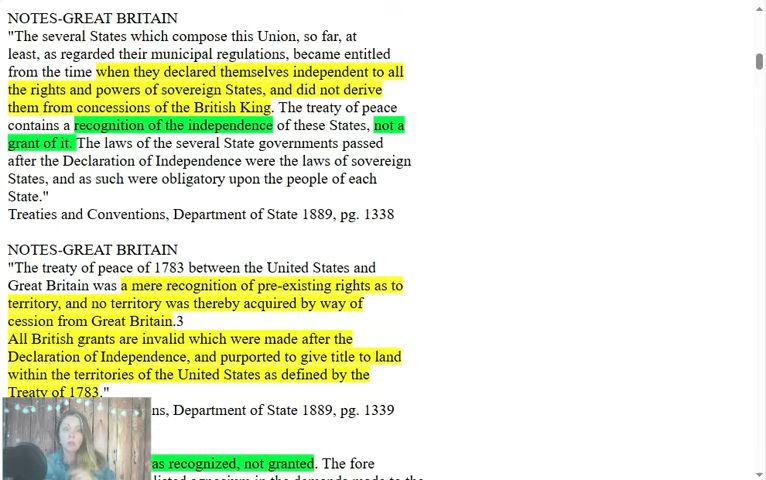 NOTES-GREAT BRITAIN
"The several States which compose this Union, so far, at
least, as regarded their municipal regulations, became entitled
from the time when they declared themselves independent to all
the rights and powers of sovereign States, and did not derive
them from concessions of the British King. The treaty of peace
contains a recognition of the independence of these States, not a
grant of it. The laws of the several State governments passed
after the Declaration of Independence were the laws of sovereign
States, and as such were obligatory upon the people of each
State."
Treaties and Conventions, Department of State 1889, pg. 1338
NOTES-GREAT BRITAIN
"The treaty of peace of 1783 between the United States and
Great Britain was a mere recognition of pre-existing rights as to
territory, and no territory was thereby acquired by way of
cession from Great Britain.3
All British grants are invalid which were made after the
Declaration of Independence, and purported to give title to land
within the territories of the United States as defined by the
Treaty of 1783."
ns, Department of State 1889, pg. 1339
as recognized, not granted. The fore
in the demands made to the